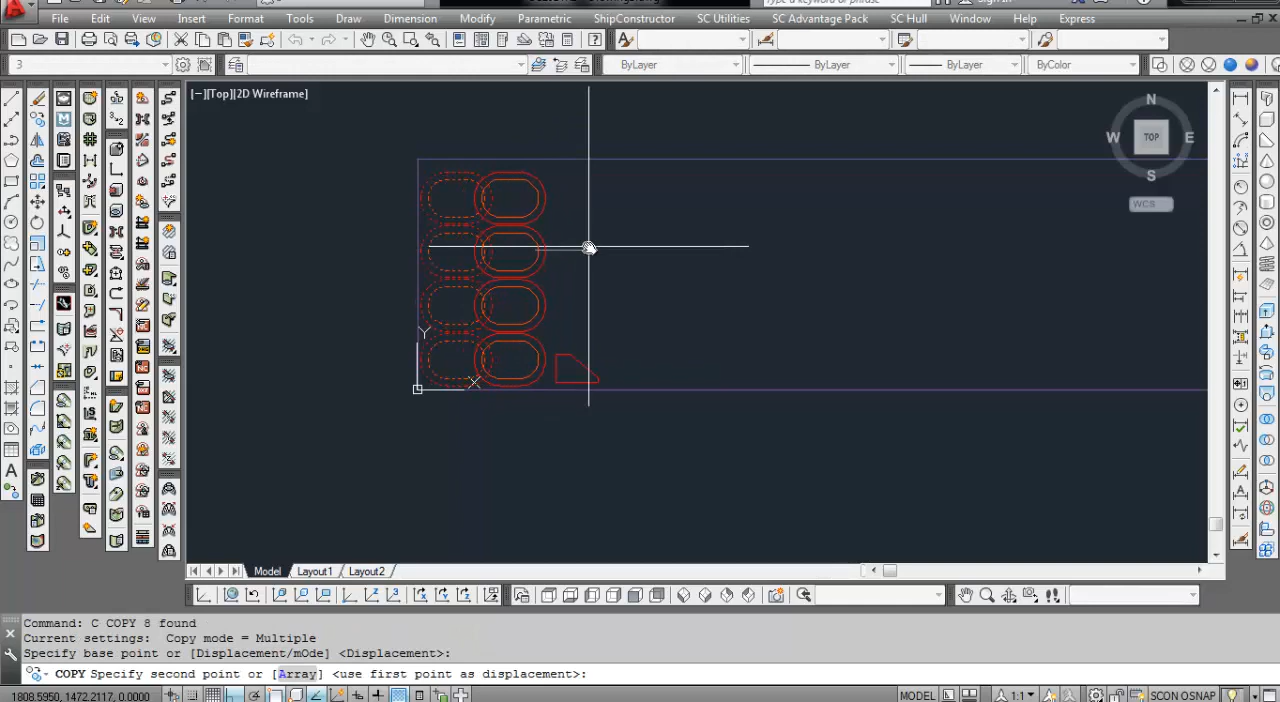 File Edit View Insert Format Tools Draw Dimension Modify Parametric ShipConstructor SC Utilities SC Advantage Pack SC Hull Window Help Express
3 ByLayer ByLayer ByLayer ByColor
[−][Top][2D Wireframe]
N
W TOP E
S
WCS
Y
X
Model Layout1 Layout2
Command: C COPY 8 found
Current settings: Copy mode = Multiple
Specify base point or [Displacement/mOde] <Displacement>:
COPY Specify second point or [Array] <use first point as displacement>:
1808.5950, 1472.2117, 0.0000 MODEL 1:1 SCON OSNAP